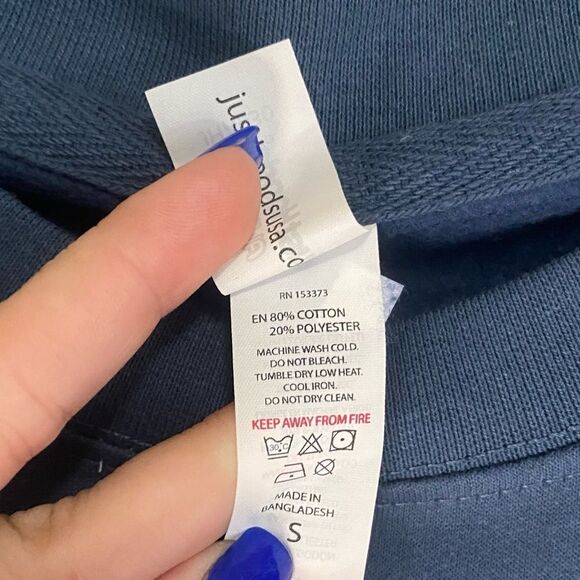 RN 153373
EN 80% COTTON
20% POLYESTER
MACHINE WASH COLD.
DO NOT BLEACH.
TUMBLE DRY LOW HEAT.
COOL IRON.
DO NOT DRY CLEAN.
KEEP AWAY FROM FIRE
30°C
MADE IN
BANGLADESH
S